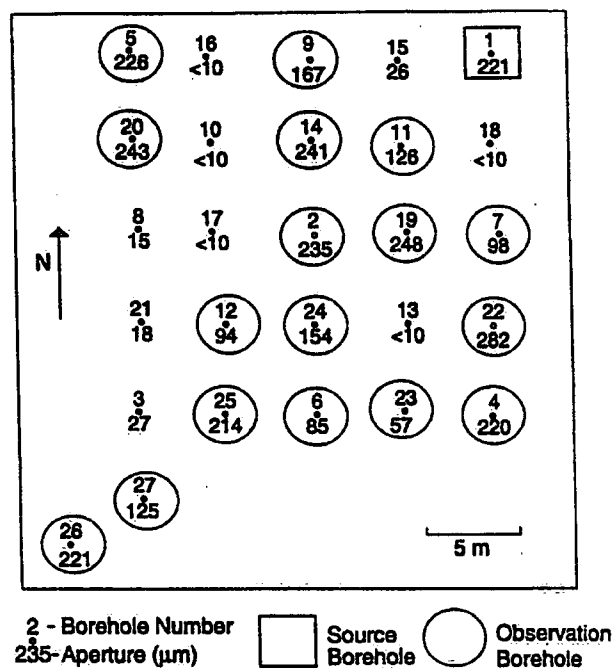 5 16 9 15 1
228 <10 167 26 221
20 10 14 11 18
243 <10 241 126 <10
8 17 2 19 7
15 <10 235 248 98
N
21 12 24 13 22
18 94 154 <10 282
3 25 6 23 4
27 214 85 57 220
27
125
26
221
5 m
2 - Borehole Number
235-Aperture (µm)
Source
Borehole
Observation
Borehole